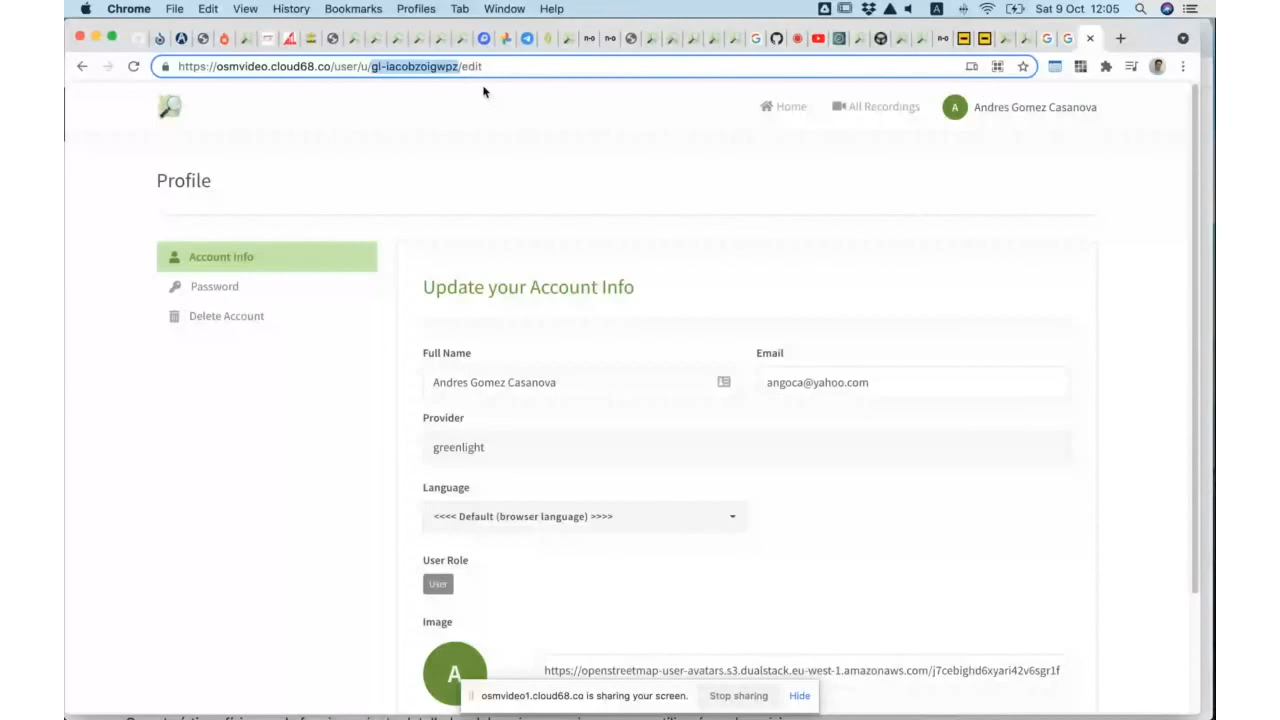 Chrome File Edit View History Bookmarks Profiles Tab Window Help
Sat 9 Oct 12:05
https://osmvideo.cloud68.co/user/u/gl-iacobzoigwpz/edit
Home All Recordings A Andres Gomez Casanova
Profile
Account Info
Password
Delete Account
Update your Account Info
Full Name Email
Andres Gomez Casanova angoca@yahoo.com
Provider
greenlight
Language
<<<< Default (browser language) >>>>
User Role
User
Image
A
https://openstreetmap-user-avatars.s3.dualstack.eu-west-1.amazonaws.com/j7cebighd6xyari42v6sgr1f
osmvideo1.cloud68.co is sharing your screen. Stop sharing Hide